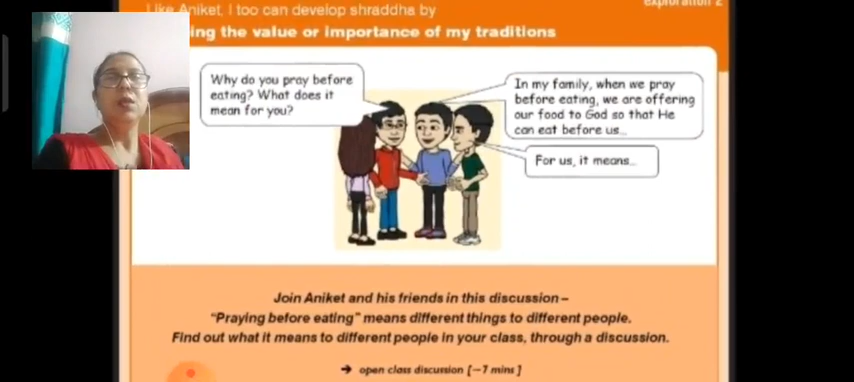 Like Aniket, I too can develop shraddha by
exploration 2
ing the value or importance of my traditions
Why do you pray before
eating? What does it
mean for you?
In my family, when we pray
before eating, we are offering
our food to God so that He
can eat before us...
For us, it means...
Join Aniket and his friends in this discussion –
"Praying before eating" means different things to different people.
Find out what it means to different people in your class, through a discussion.
➔ open class discussion [~7 mins ]